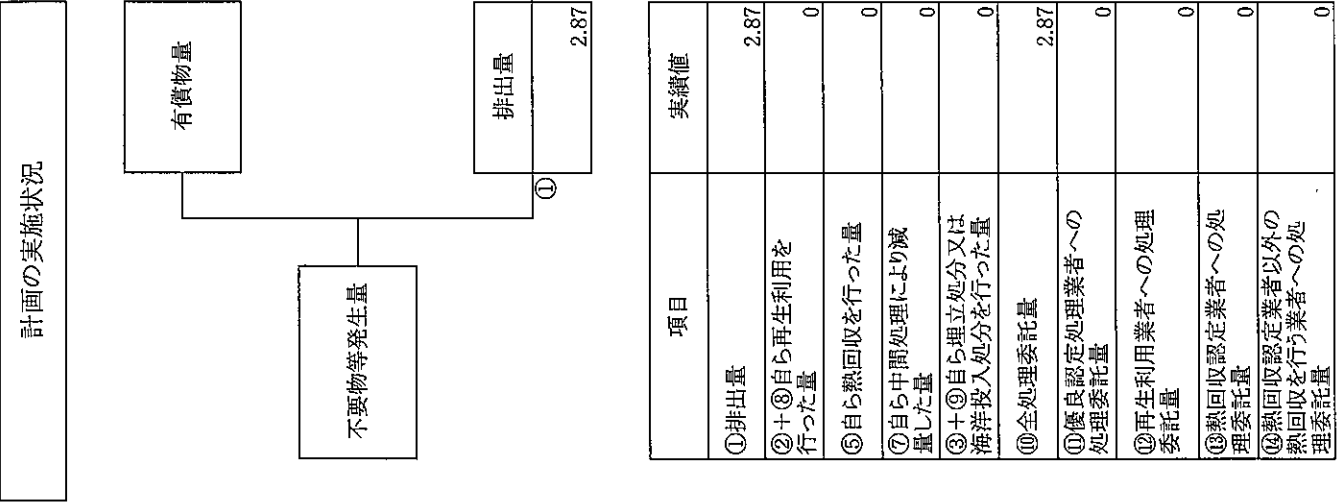 計画の実施状況
有償物量
不要物等発生量
排出量
①
2.87
項目
実績値
①排出量
2.87
②+⑧自ら再生利用を
行った量
0
⑤自ら熱回収を行った量
0
⑦自ら中間処理により減
量した量
0
③+⑨自ら埋立処分又は
海洋投入処分を行った量
0
⑩全処理委託量
2.87
⑪優良認定処理業者への
処理委託量
0
⑫再生利用業者への処理
委託量
0
⑬熱回収認定業者への処
理委託量
0
⑭熱回収認定業者以外の
熱回収を行う業者への処
理委託量
0